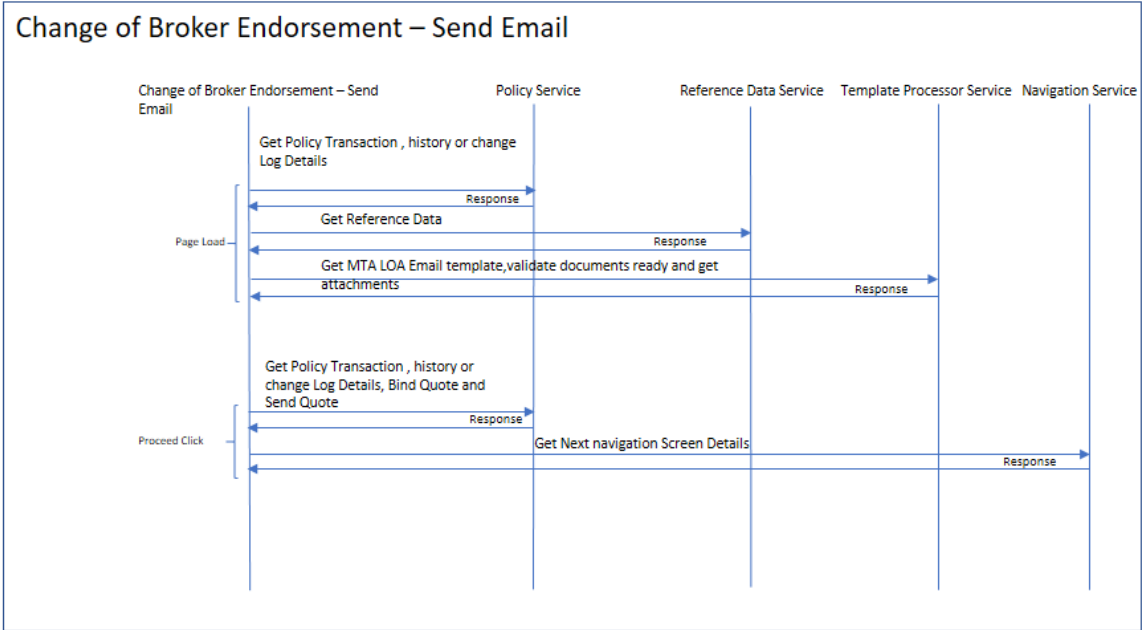 Change of Broker Endorsement – Send Email
Change of Broker Endorsement – Send
Email
Policy Service
Reference Data Service
Template Processor Service
Navigation Service
Get Policy Transaction , history or change
Log Details
Response
Get Reference Data
Page Load
Response
Get MTA LOA Email template,validate documents ready and get
attachments
Response
Get Policy Transaction , history or
change Log Details, Bind Quote and
Send Quote
Response
Proceed Click
Get Next navigation Screen Details
Response